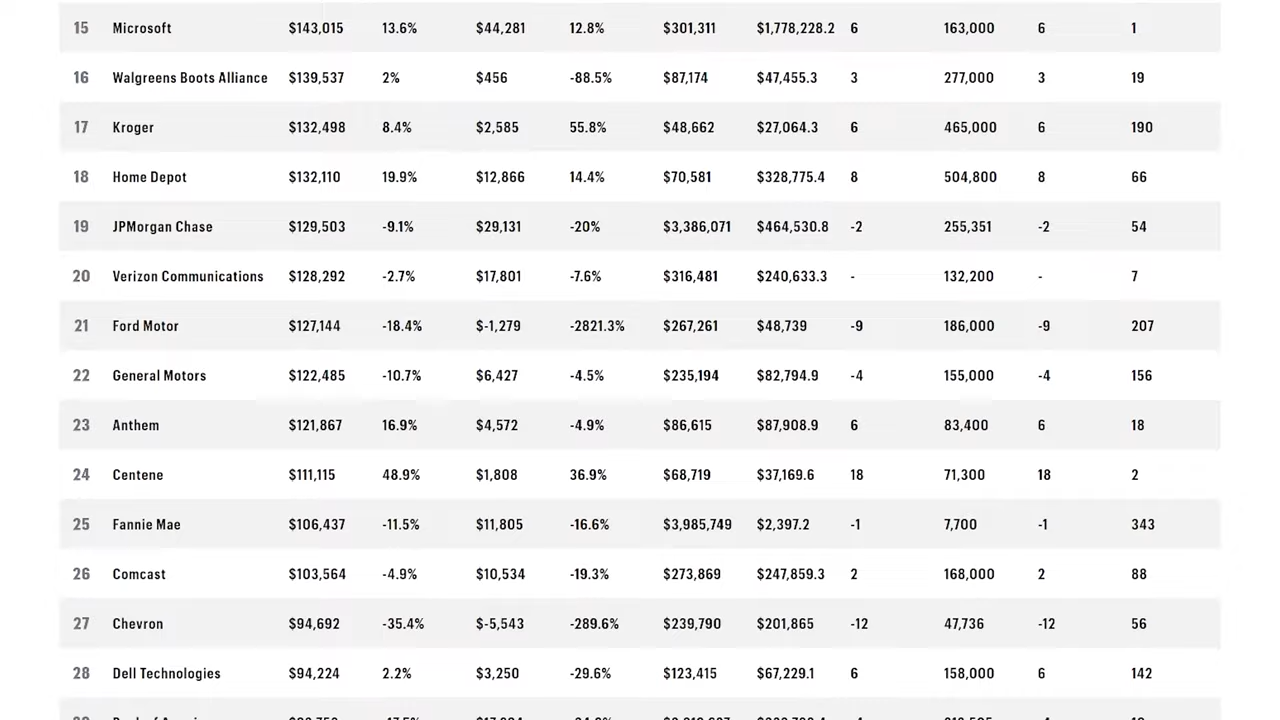 15 Microsoft $143,015 13.6% $44,281 12.8% $301,311 $1,778,228.2 6 163,000 6 1
16 Walgreens Boots Alliance $139,537 2% $456 -88.5% $87,174 $47,455.3 3 277,000 3 19
17 Kroger $132,498 8.4% $2,585 55.8% $48,662 $27,064.3 6 465,000 6 190
18 Home Depot $132,110 19.9% $12,866 14.4% $70,581 $328,775.4 8 504,800 8 66
19 JPMorgan Chase $129,503 -9.1% $29,131 -20% $3,386,071 $464,530.8 -2 255,351 -2 54
20 Verizon Communications $128,292 -2.7% $17,801 -7.6% $316,481 $240,633.3 - 132,200 - 7
21 Ford Motor $127,144 -18.4% $-1,279 -2821.3% $267,261 $48,739 -9 186,000 -9 207
22 General Motors $122,485 -10.7% $6,427 -4.5% $235,194 $82,794.9 -4 155,000 -4 156
23 Anthem $121,867 16.9% $4,572 -4.9% $86,615 $87,908.9 6 83,400 6 18
24 Centene $111,115 48.9% $1,808 36.9% $68,719 $37,169.6 18 71,300 18 2
25 Fannie Mae $106,437 -11.5% $11,805 -16.6% $3,985,749 $2,397.2 -1 7,700 -1 343
26 Comcast $103,564 -4.9% $10,534 -19.3% $273,869 $247,859.3 2 168,000 2 88
27 Chevron $94,692 -35.4% $-5,543 -289.6% $239,790 $201,865 -12 47,736 -12 56
28 Dell Technologies $94,224 2.2% $3,250 -29.6% $123,415 $67,229.1 6 158,000 6 142